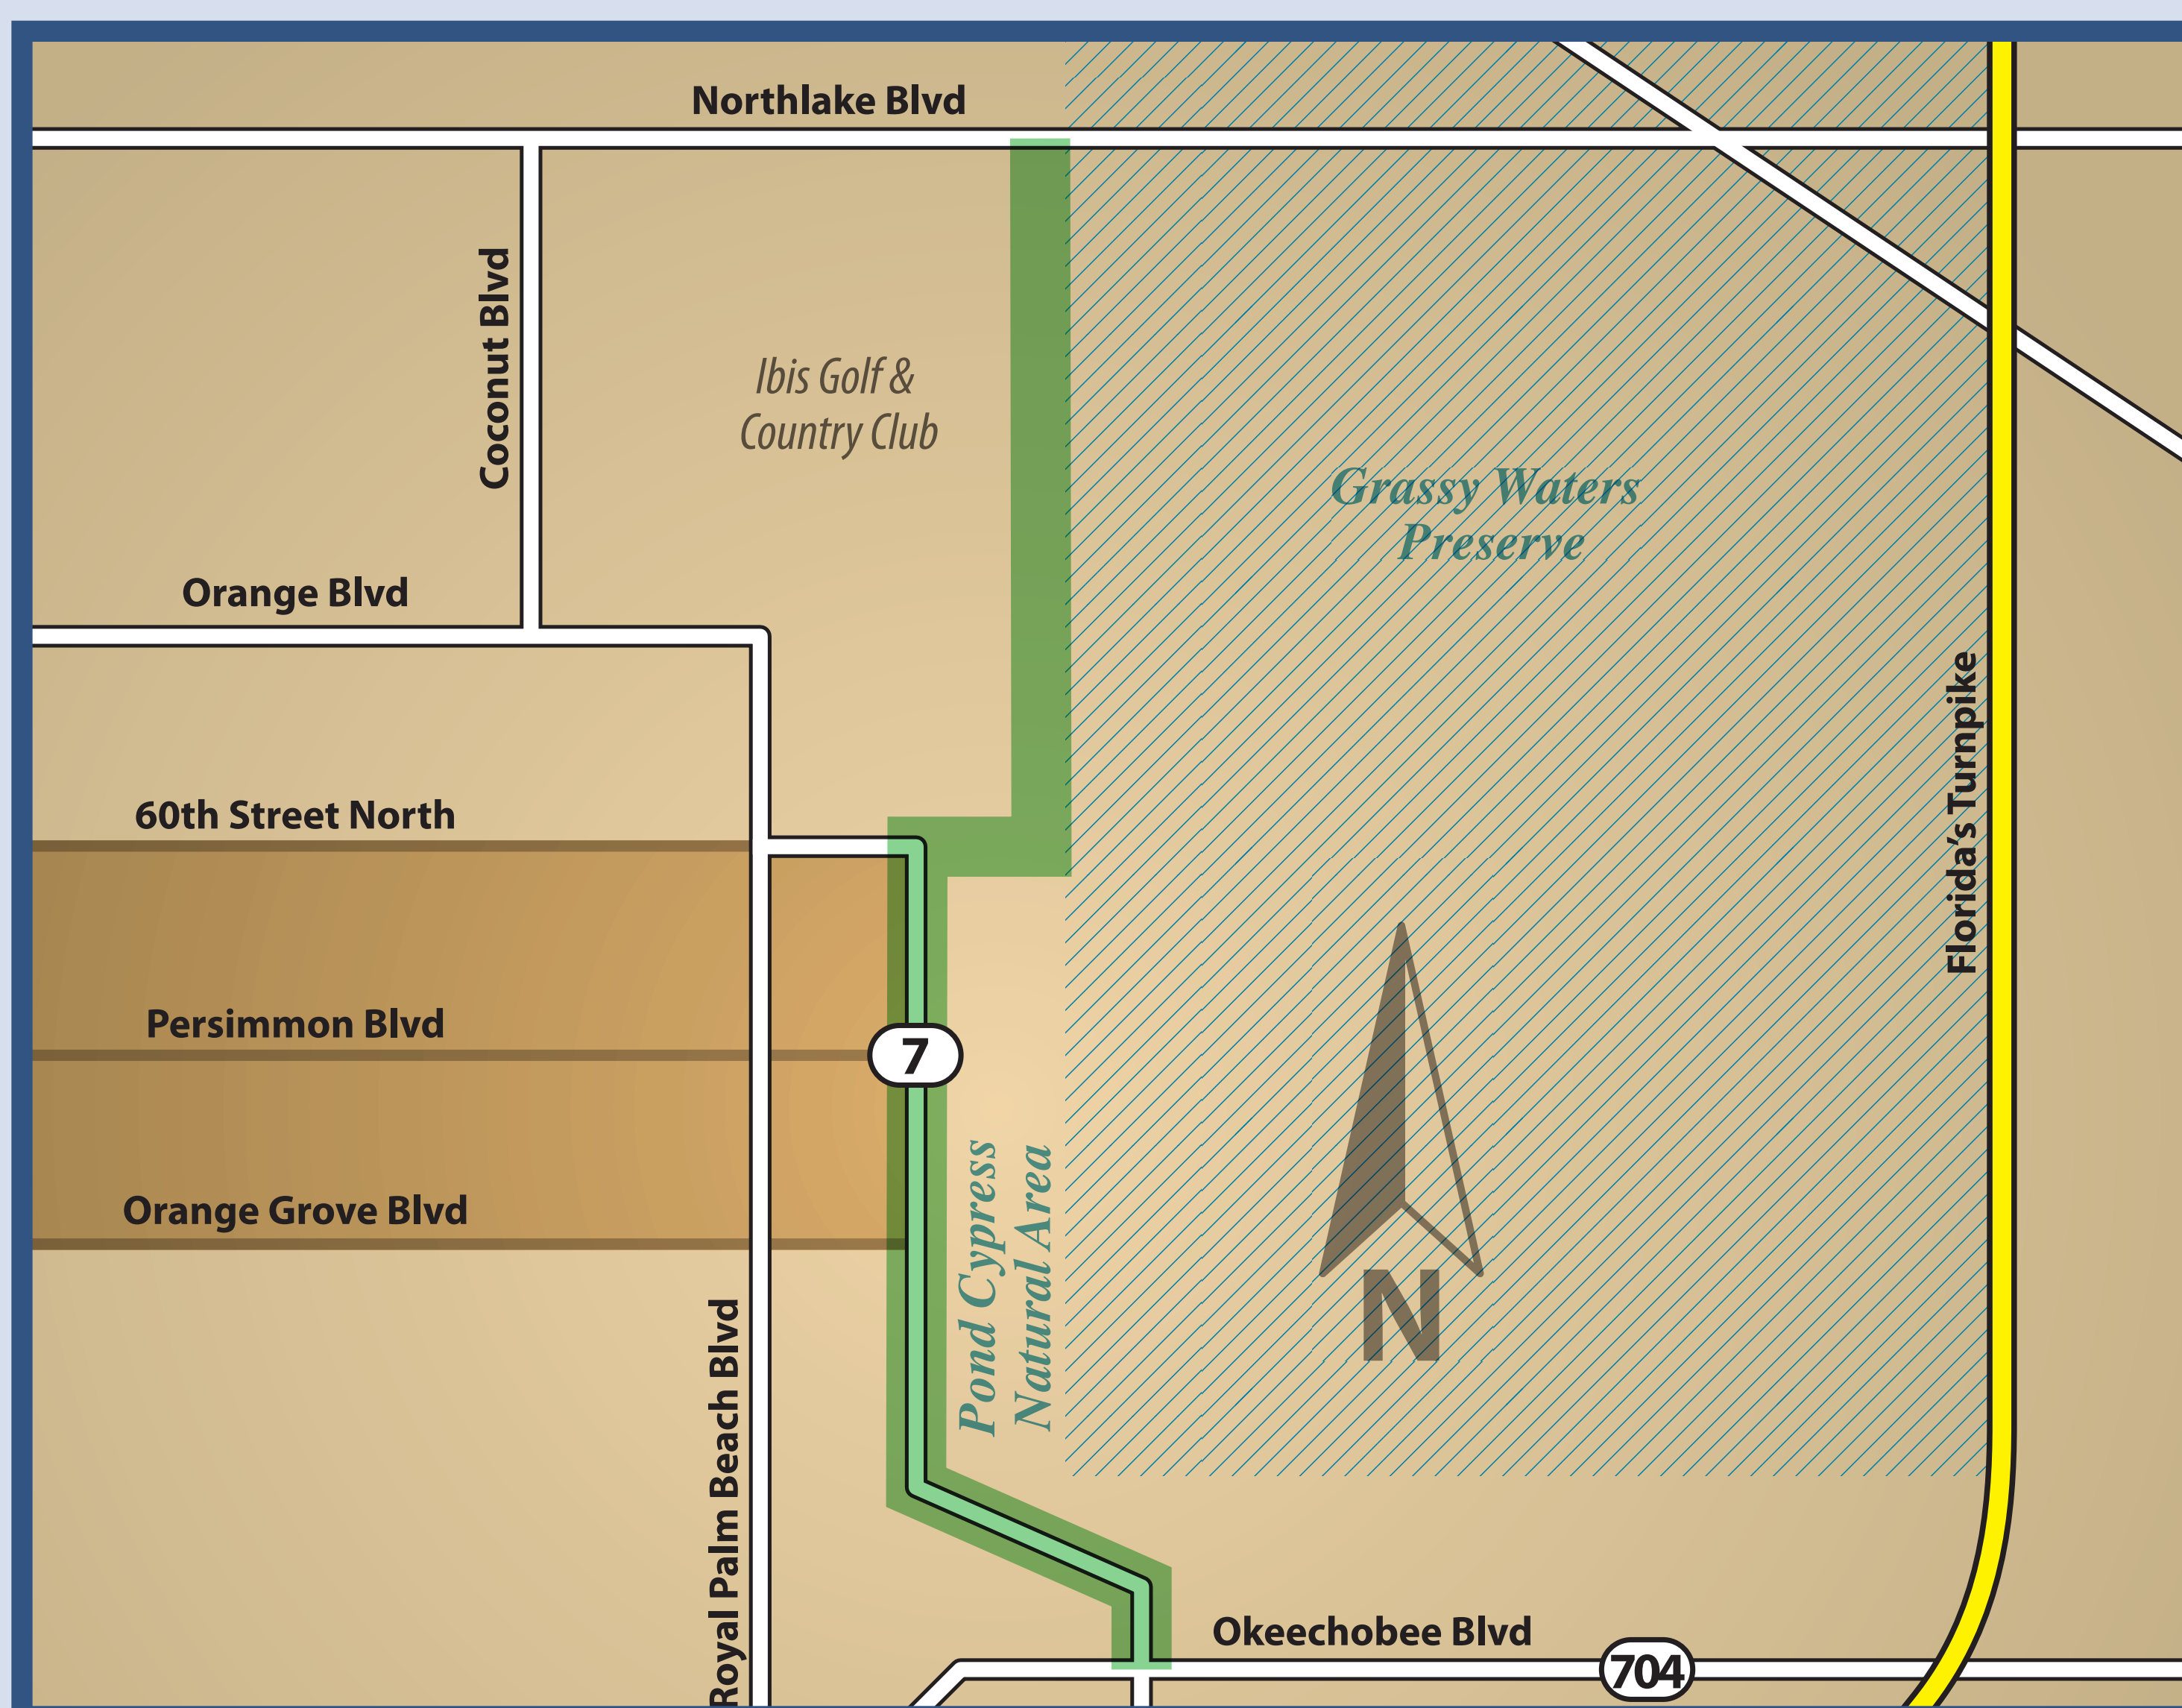 Northlake Blvd
Coconut Blvd
Ibis Golf &
Country Club
Grassy Waters
Preserve
Orange Blvd
Florida's Turnpike
60th Street North
Persimmon Blvd
7
Pond Cypress
Natural Area
Orange Grove Blvd
N
Royal Palm Beach Blvd
Okeechobee Blvd
704